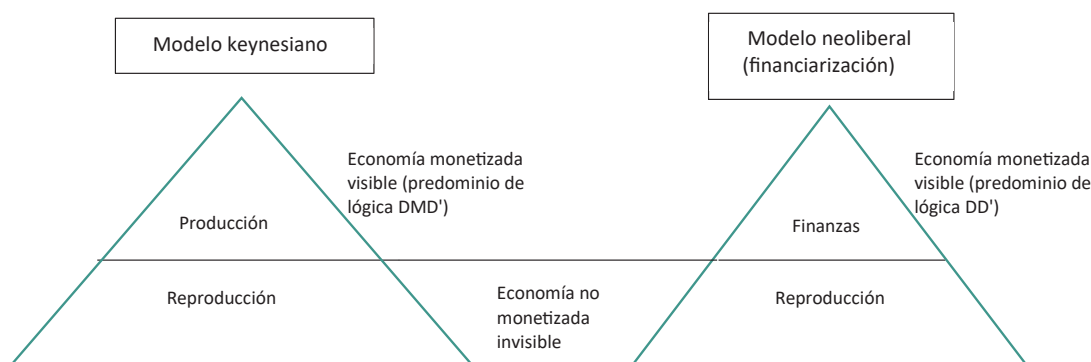 Modelo keynesiano
Modelo neoliberal
(financiarización)
Economía monetizada
visible (predominio de
lógica DMD')
Economía monetizada
visible (predominio de
lógica DD')
Producción
Finanzas
Reproducción
Economía no
monetizada
invisible
Reproducción